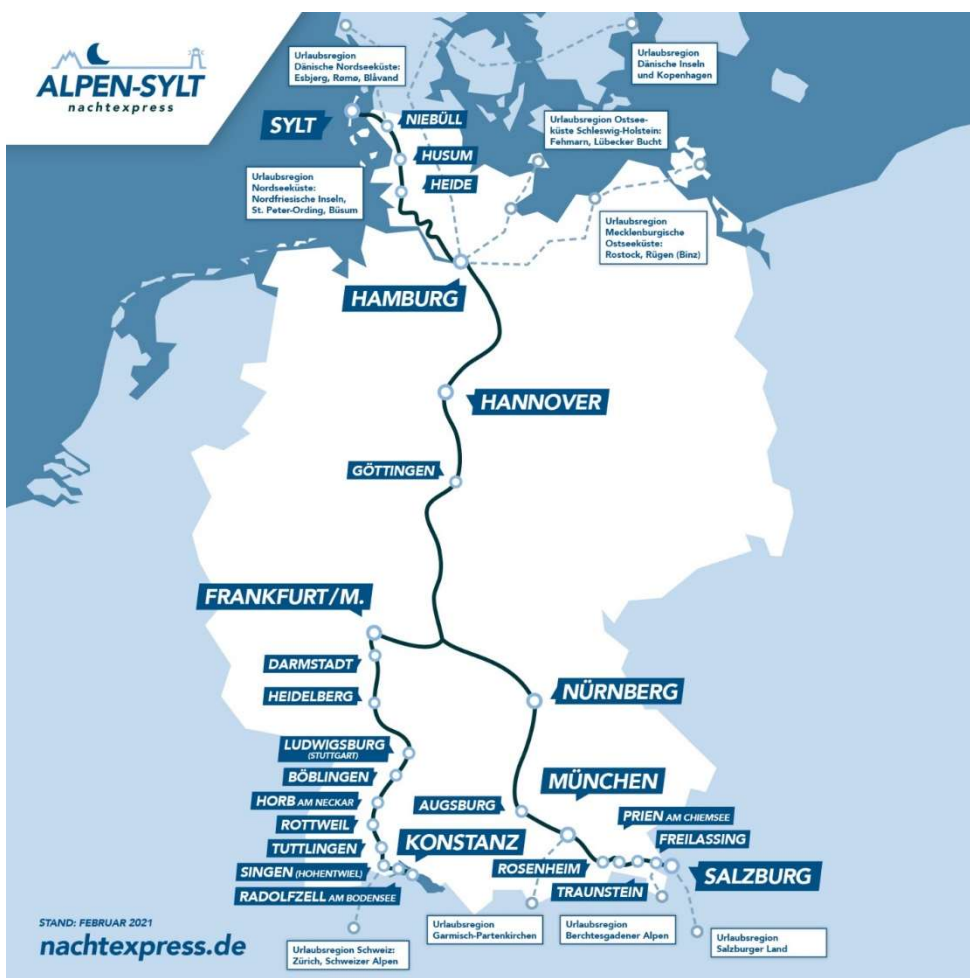 ALPEN-SYLT
nachtexpress
Urlaubsregion
Dänische Nordseeküste:
Esbjerg, Rømø, Blåvand
Urlaubsregion
Dänische Inseln
und Kopenhagen
SYLT
NIEBÜLL
HUSUM
HEIDE
Urlaubsregion Ostsee-
küste Schleswig-Holstein:
Fehmarn, Lübecker Bucht
Urlaubsregion
Nordseeküste:
Nordfriesische Inseln,
St. Peter-Ording, Büsum
Urlaubsregion
Mecklenburgische
Ostseeküste:
Rostock, Rügen (Binz)
HAMBURG
HANNOVER
GÖTTINGEN
FRANKFURT/M.
DARMSTADT
HEIDELBERG
NÜRNBERG
LUDWIGSBURG
(STUTTGART)
BÖBLINGEN
HORB AM NECKAR
ROTTWEIL
TUTTLINGEN
SINGEN (HOHENTWIEL)
RADOLFZELL AM BODENSEE
KONSTANZ
AUGSBURG
MÜNCHEN
PRIEN AM CHIEMSEE
FREILASSING
ROSENHEIM
TRAUNSTEIN
SALZBURG
STAND: FEBRUAR 2021
nachtexpress.de
Urlaubsregion Schweiz:
Zürich, Schweizer Alpen
Urlaubsregion
Garmisch-Partenkirchen
Urlaubsregion
Berchtesgadener Alpen
Urlaubsregion
Salzburger Land